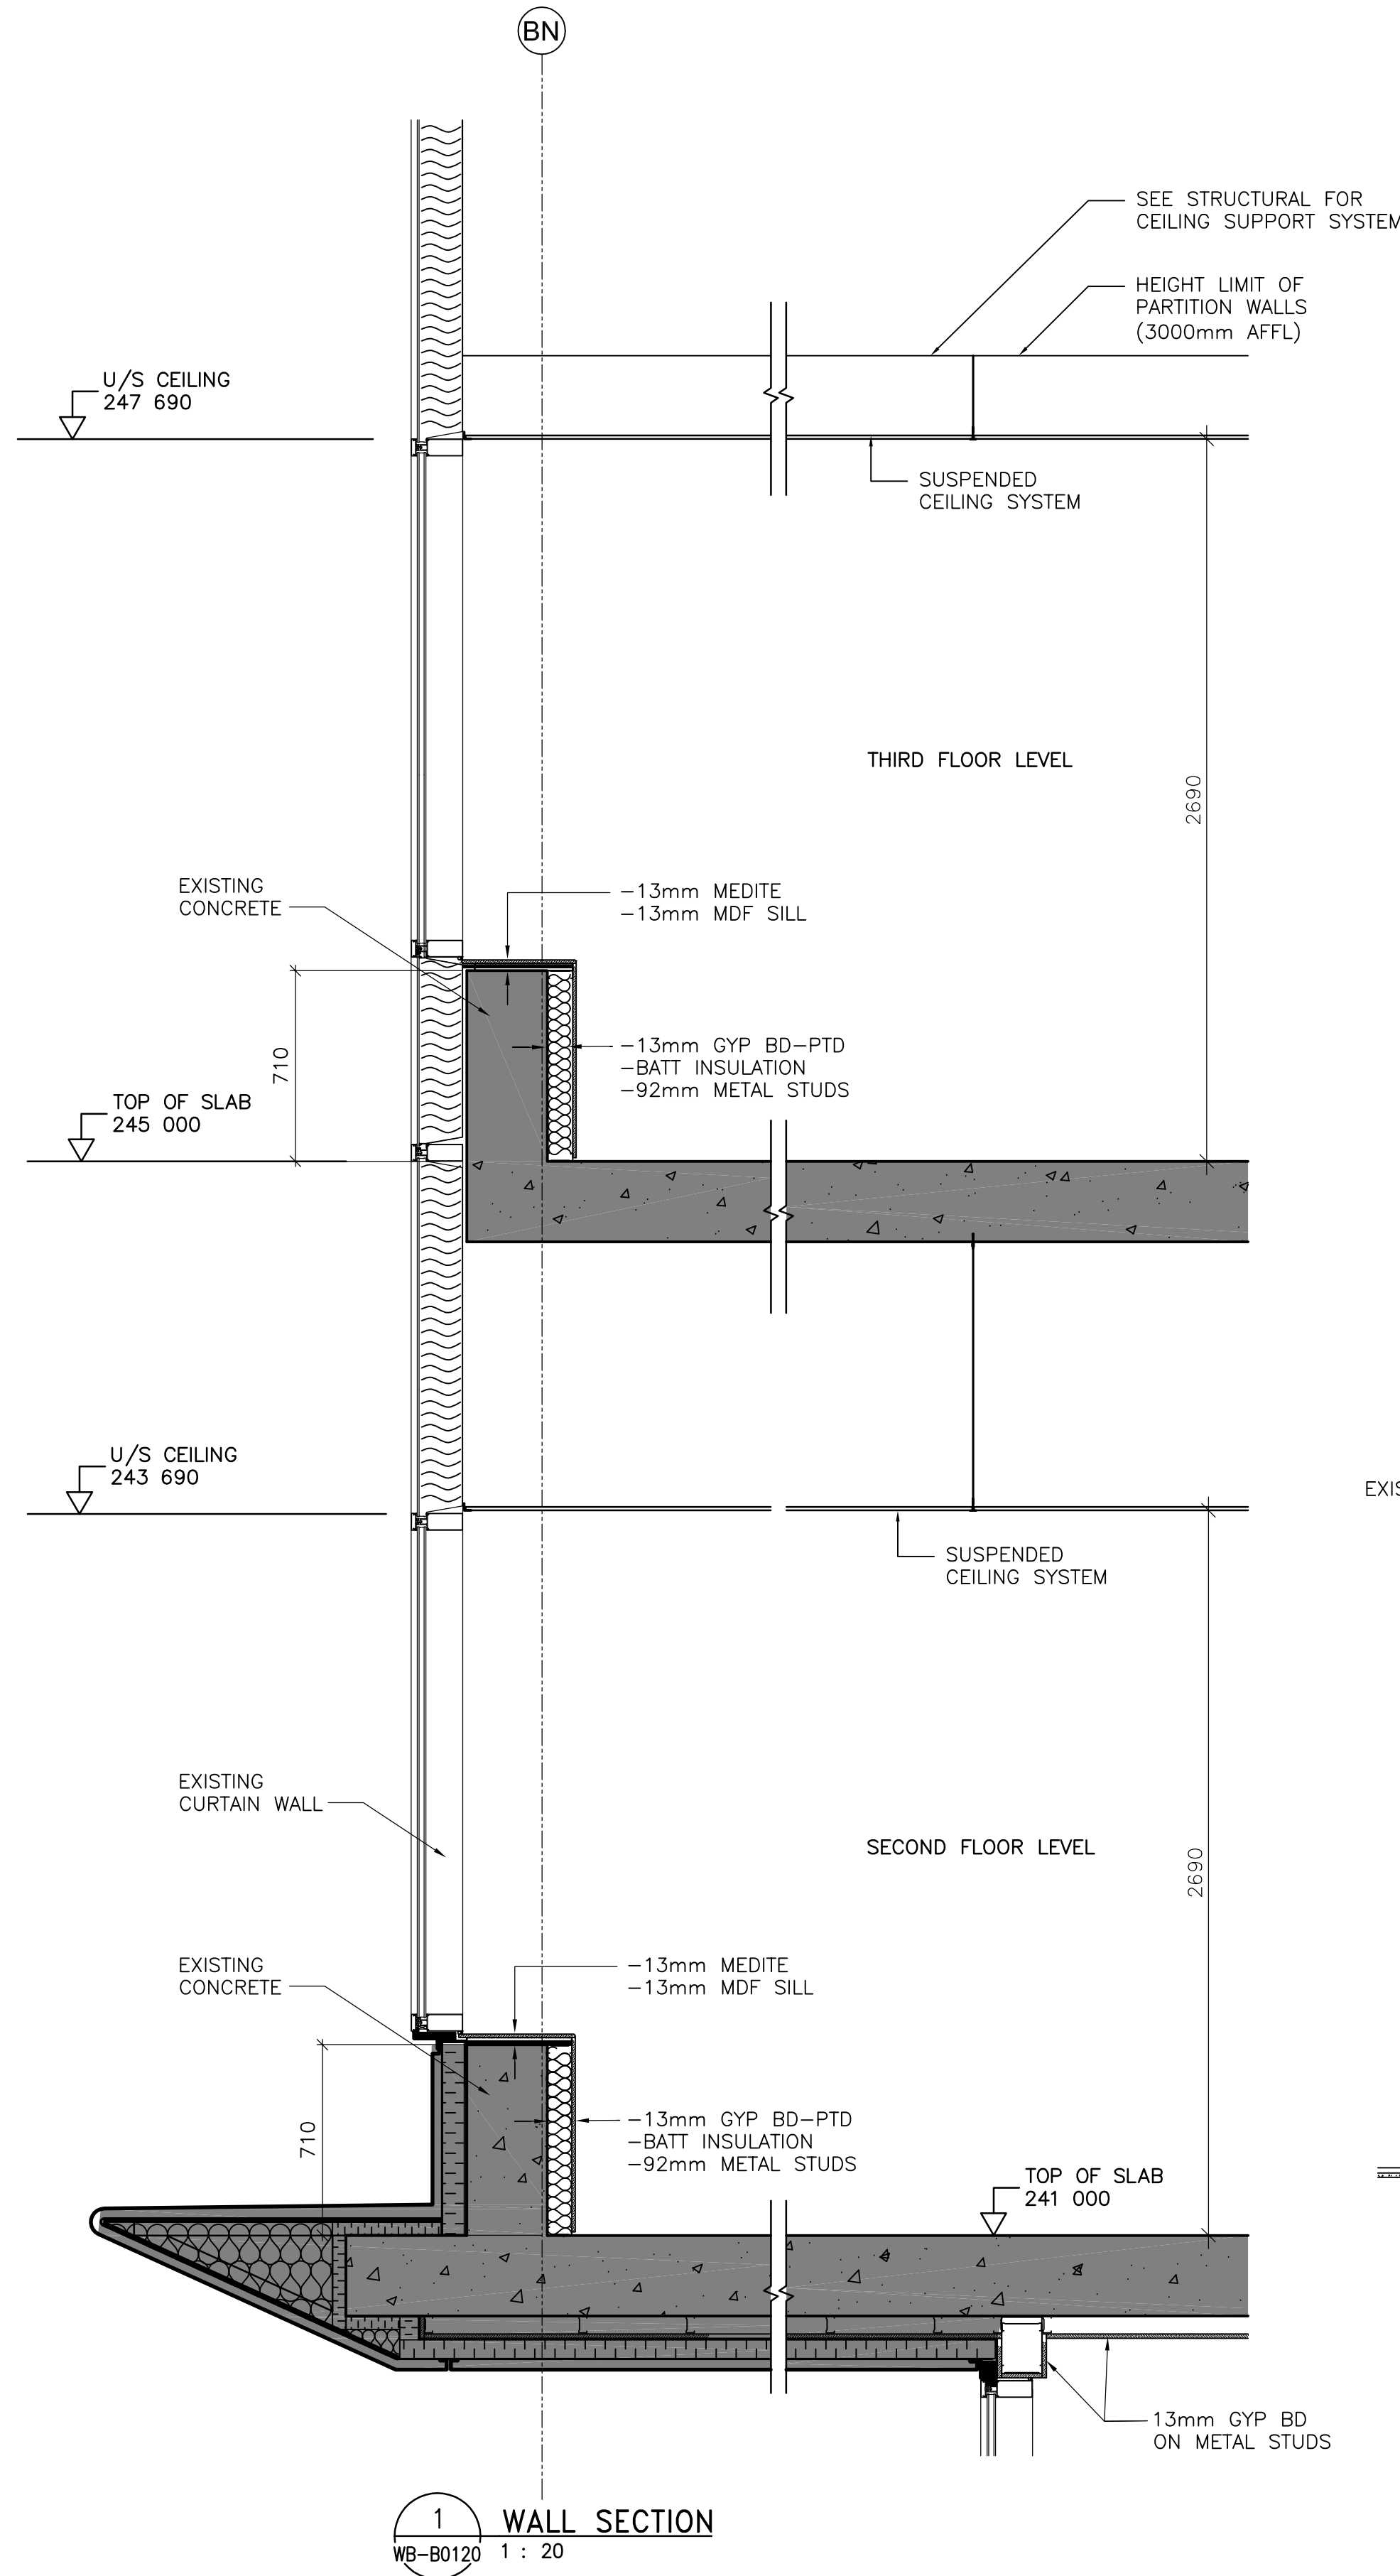 BN
SEE STRUCTURAL FOR
CEILING SUPPORT SYSTEM
HEIGHT LIMIT OF
PARTITION WALLS
(3000mm AFFL)
U/S CEILING
247 690
SUSPENDED
CEILING SYSTEM
THIRD FLOOR LEVEL
2690
EXISTING
CONCRETE
-13mm MEDITE
-13mm MDF SILL
710
-13mm GYP BD-PTD
-BATT INSULATION
-92mm METAL STUDS
TOP OF SLAB
245 000
U/S CEILING
243 690
SUSPENDED
CEILING SYSTEM
EXISTING
CURTAIN WALL
SECOND FLOOR LEVEL
2690
EXISTING
CONCRETE
-13mm MEDITE
-13mm MDF SILL
710
-13mm GYP BD-PTD
-BATT INSULATION
-92mm METAL STUDS
TOP OF SLAB
241 000
13mm GYP BD
ON METAL STUDS
1
WALL SECTION
WB-B0120
1 : 20